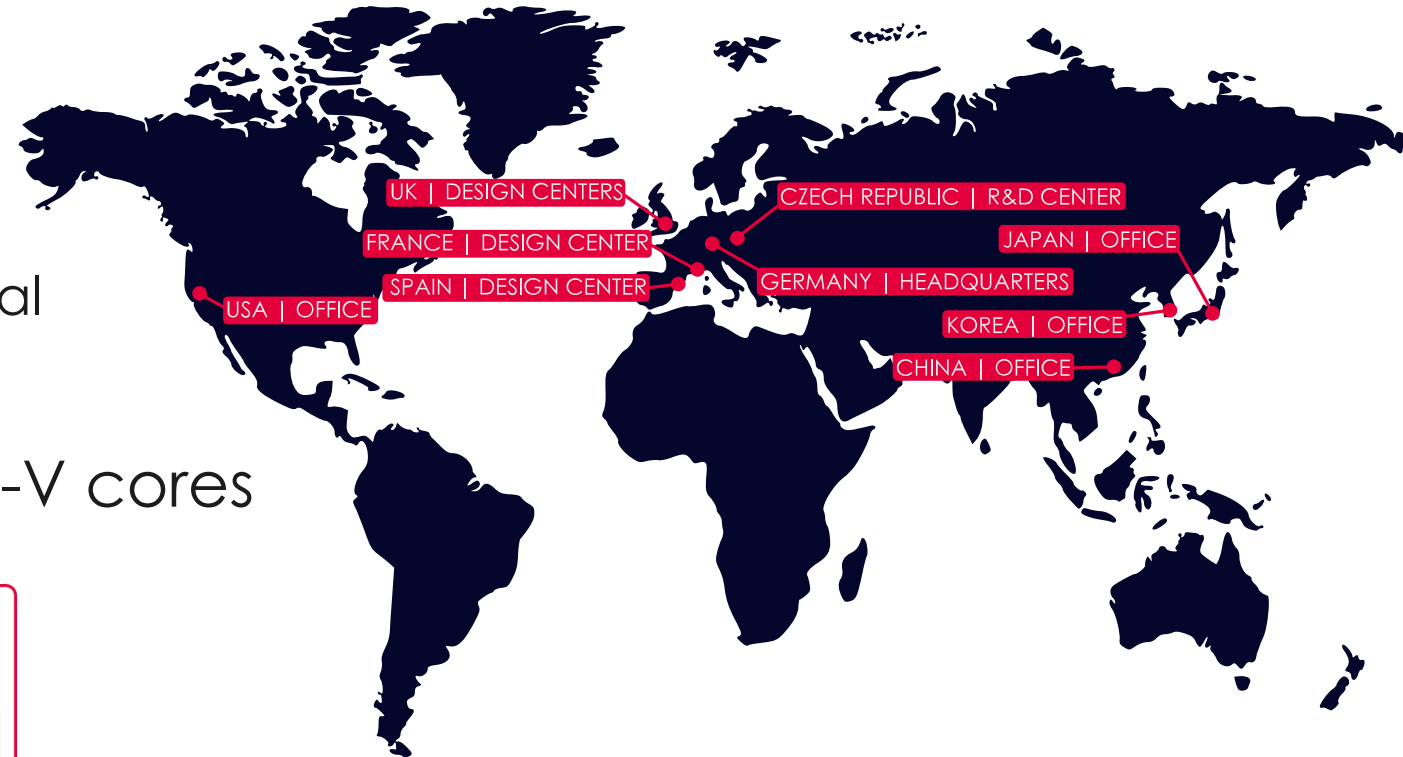 UK | DESIGN CENTERS
CZECH REPUBLIC | R&D CENTER
FRANCE | DESIGN CENTER
JAPAN | OFFICE
SPAIN | DESIGN CENTER
GERMANY | HEADQUARTERS
al
USA | OFFICE
KOREA | OFFICE
CHINA | OFFICE
-V cores